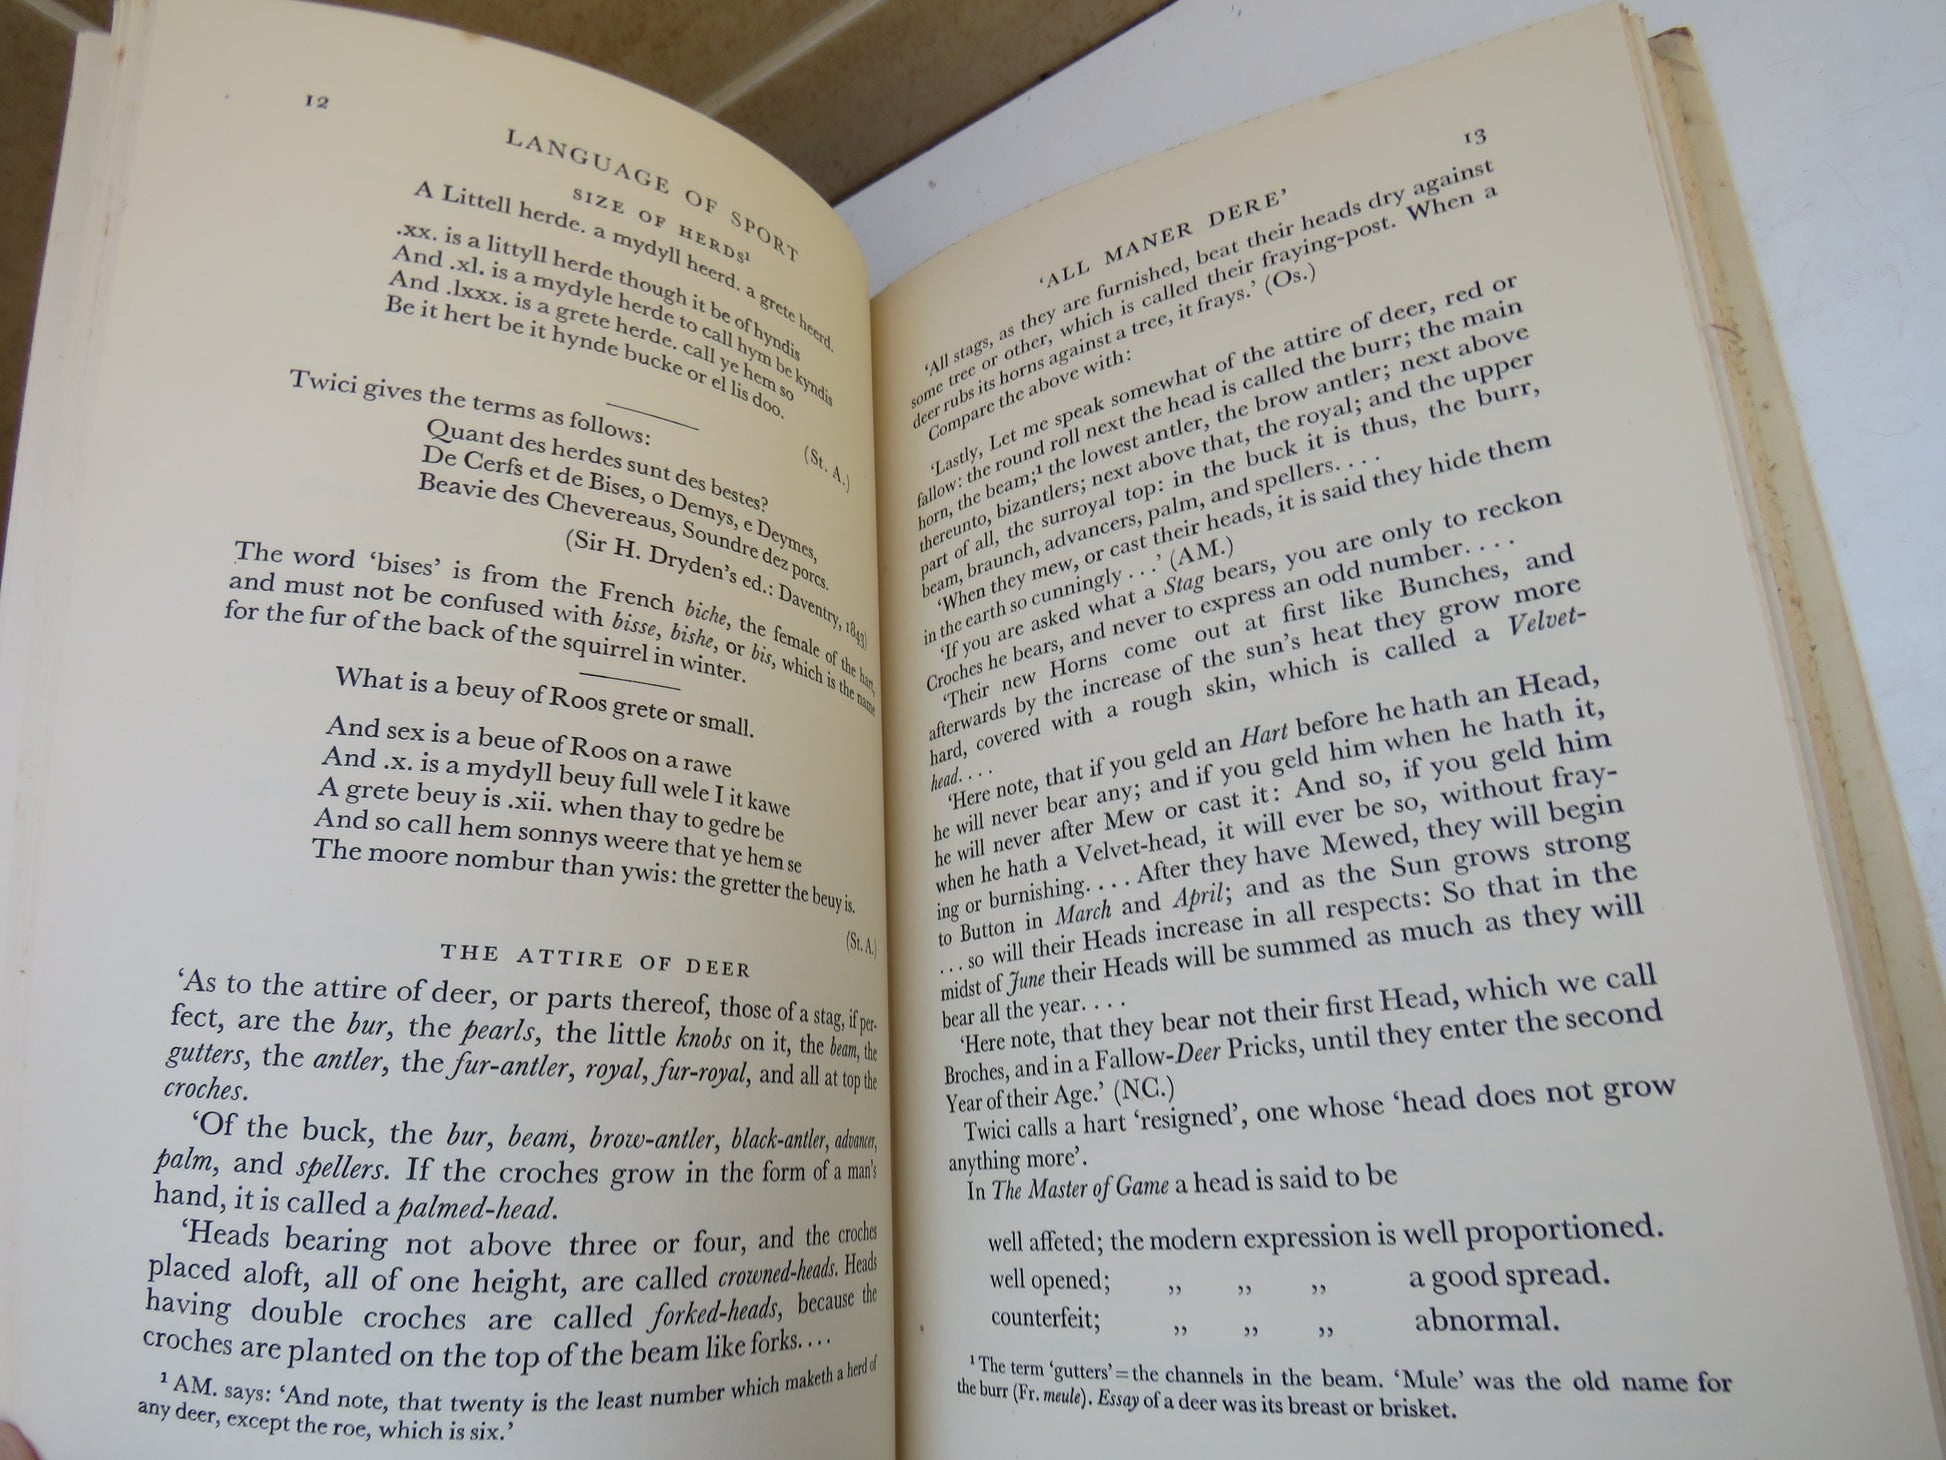 12
LANGUAGE OF SPORT
SIZE OF HERDS¹
A Littell herde. a mydyll heerd. a grete heerd.
.xx. is a littyll herde though it be of hyndis
And .xl. is a mydyle herde to call hym be kyndis
And .lxxx. is a grete herde. call ye hem so
Be it hert be it hynde bucke or el lis doo.
(St. A.)
Twici gives the terms as follows:
Quant des herdes sunt des bestes?
De Cerfs et de Bises, o Demys, e Deymes,
Beavie des Chevereaus, Soundre dez porcs.
(Sir H. Dryden's ed.: Daventry, 1843)
The word 'bises' is from the French biche, the female of the hart,
and must not be confused with bisse, bishe, or bis, which is the name
for the fur of the back of the squirrel in winter.
What is a beuy of Roos grete or small.
And sex is a beue of Roos on a rawe
And .x. is a mydyll beuy full wele I it kawe
A grete beuy is .xii. when thay to gedre be
And so call hem sonnys weere that ye hem se
The moore nombur than ywis: the gretter the beuy is.
(St. A.)
THE ATTIRE OF DEER
'As to the attire of deer, or parts thereof, those of a stag, if per-
fect, are the bur, the pearls, the little knobs on it, the beam, the
gutters, the antler, the fur-antler, royal, fur-royal, and all at top the
croches.
'Of the buck, the bur, beam, brow-antler, black-antler, advancer,
palm, and spellers. If the croches grow in the form of a man's
hand, it is called a palmed-head.
'Heads bearing not above three or four, and the croches
placed aloft, all of one height, are called crowned-heads. Heads
having double croches are called forked-heads, because the
croches are planted on the top of the beam like forks. . . .
¹ AM. says: 'And note, that twenty is the least number which maketh a herd of
any deer, except the roe, which is six.'
13
'ALL MANER DERE'
'All stags, as they are furnished, beat their heads dry against
some tree or other, which is called their fraying-post. When a
deer rubs its horns against a tree, it frays.' (Os.)
Compare the above with:
'Lastly, Let me speak somewhat of the attire of deer, red or
fallow: the round roll next the head is called the burr; the main
horn, the beam;¹ the lowest antler, the brow antler; next above
thereunto, bizantlers; next above that, the royal; and the upper
part of all, the surroyal top: in the buck it is thus, the burr,
beam, braunch, advancers, palm, and spellers. . . .
'When they mew, or cast their heads, it is said they hide them
in the earth so cunningly . . .' (AM.)
'If you are asked what a Stag bears, you are only to reckon
Croches he bears, and never to express an odd number. . . .
'Their new Horns come out at first like Bunches, and
afterwards by the increase of the sun's heat they grow more
hard, covered with a rough skin, which is called a Velvet-
head. . . .
'Here note, that if you geld an Hart before he hath an Head,
he will never bear any; and if you geld him when he hath it,
he will never after Mew or cast it: And so, if you geld him
when he hath a Velvet-head, it will ever be so, without fray-
ing or burnishing. . . . After they have Mewed, they will begin
to Button in March and April; and as the Sun grows strong
. . . so will their Heads increase in all respects: So that in the
midst of June their Heads will be summed as much as they will
bear all the year. . . .
'Here note, that they bear not their first Head, which we call
Broches, and in a Fallow-Deer Pricks, until they enter the second
Year of their Age.' (NC.)
Twici calls a hart 'resigned', one whose 'head does not grow
anything more'.
In The Master of Game a head is said to be
well affeted; the modern expression is well proportioned.
well opened; ,, ,, ,, a good spread.
counterfeit; ,, ,, ,, abnormal.
¹ The term 'gutters' = the channels in the beam. 'Mule' was the old name for
the burr (Fr. meule). Essay of a deer was its breast or brisket.